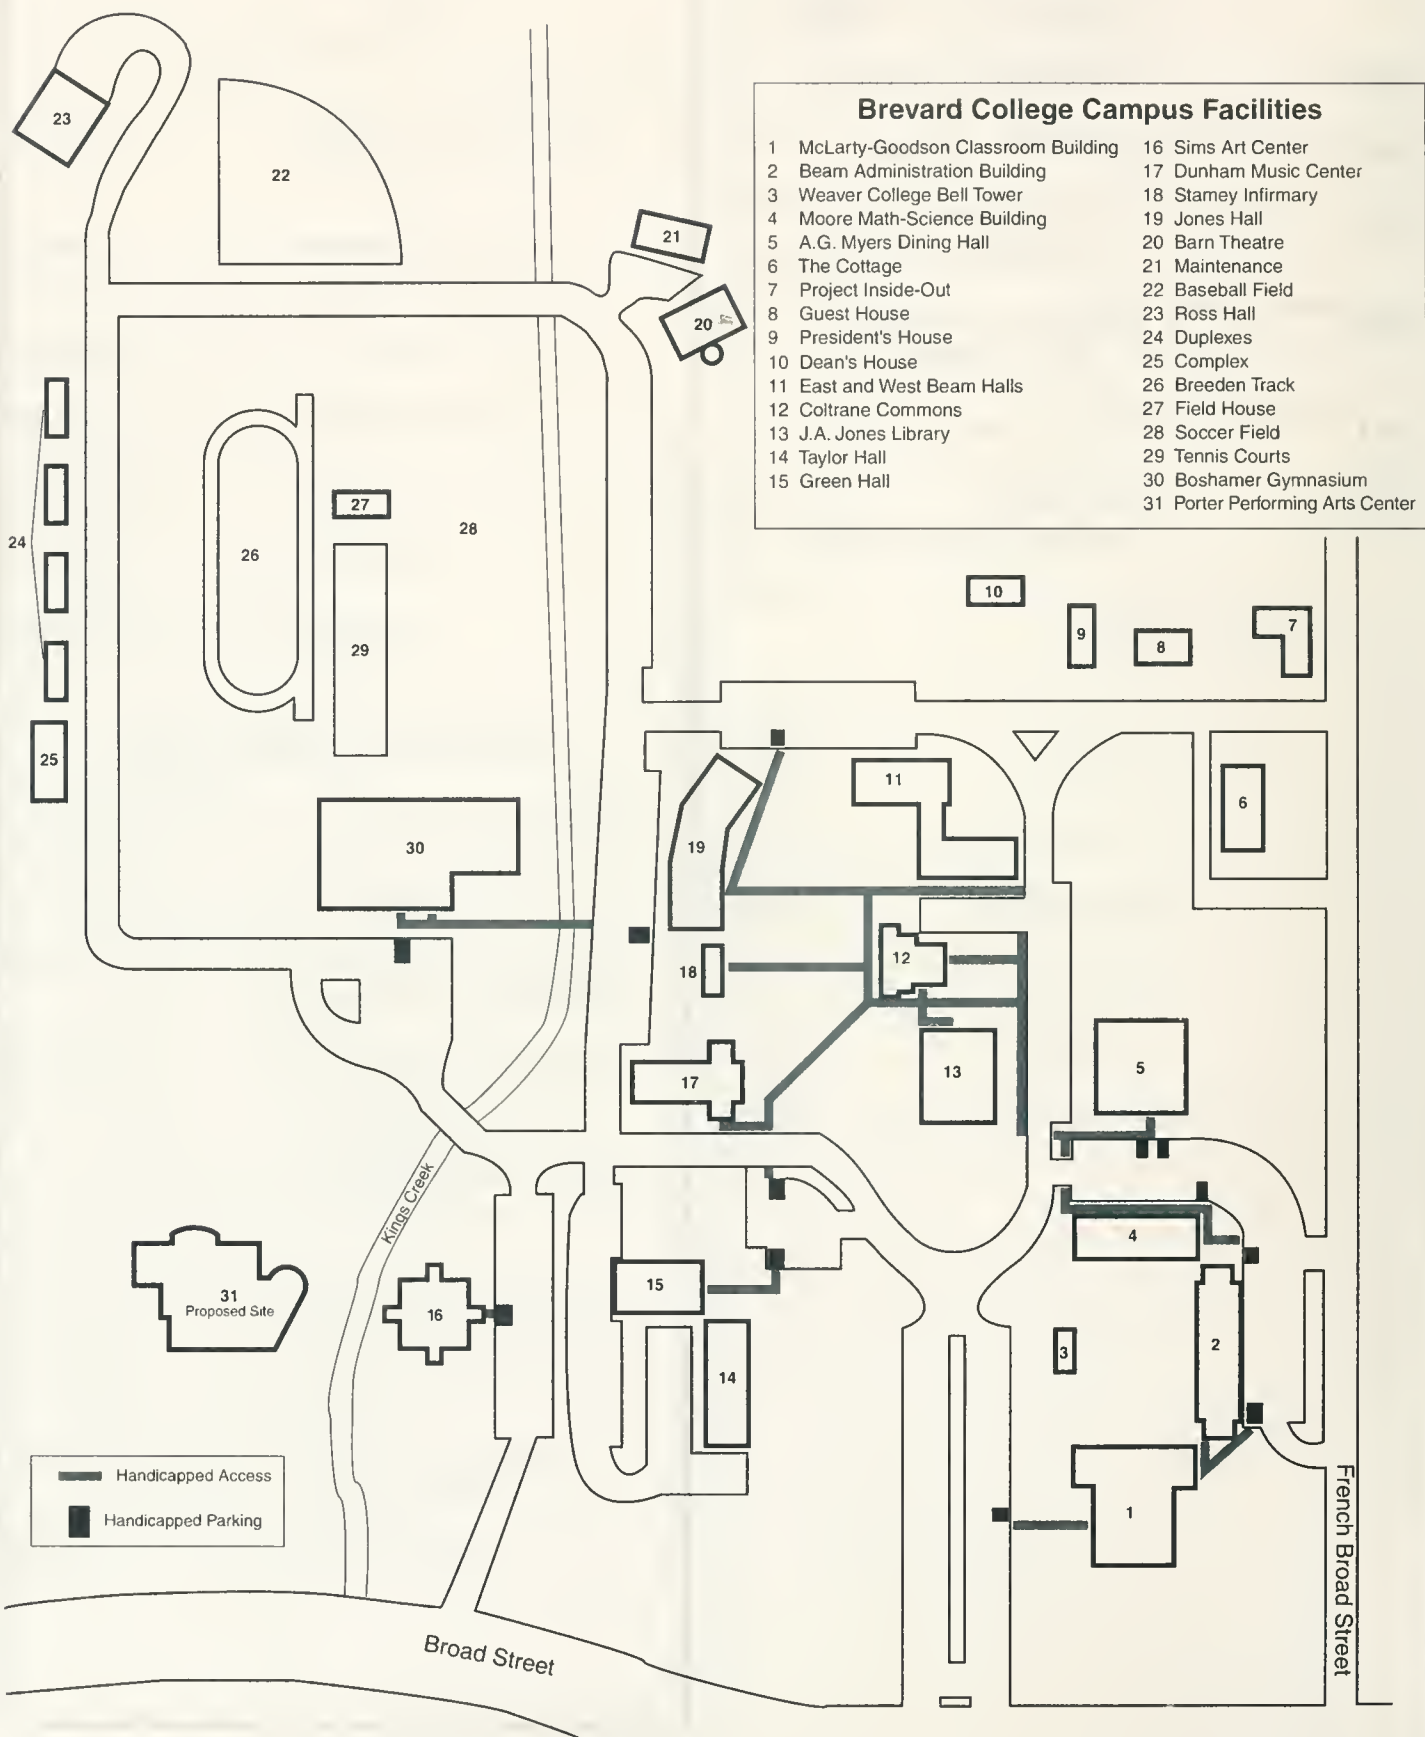 Brevard College Campus Facilities
1 McLarty-Goodson Classroom Building
2 Beam Administration Building
3 Weaver College Bell Tower
4 Moore Math-Science Building
5 A.G. Myers Dining Hall
6 The Cottage
7 Project Inside-Out
8 Guest House
9 President's House
10 Dean's House
11 East and West Beam Halls
12 Coltrane Commons
13 J.A. Jones Library
14 Taylor Hall
15 Green Hall
16 Sims Art Center
17 Dunham Music Center
18 Stamey Infirmary
19 Jones Hall
20 Barn Theatre
21 Maintenance
22 Baseball Field
23 Ross Hall
24 Duplexes
25 Complex
26 Breeden Track
27 Field House
28 Soccer Field
29 Tennis Courts
30 Boshamer Gymnasium
31 Porter Performing Arts Center
23
22
21
20
27
28
24
26
10
7
9
8
29
25
11
6
30
19
12
18
5
13
17
Kings Creek
4
15
31
Proposed Site
16
2
3
14
Handicapped Access
1
Handicapped Parking
French Broad Street
Broad Street